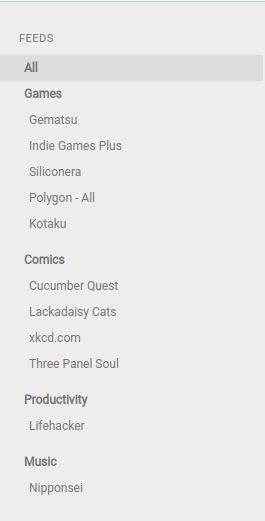 FEEDS
All
Games
Gematsu
Indie Games Plus
Siliconera
Polygon - All
Kotaku
Comics
Cucumber Quest
Lackadaisy Cats
xkcd.com
Three Panel Soul
Productivity
Lifehacker
Music
Nipponsei